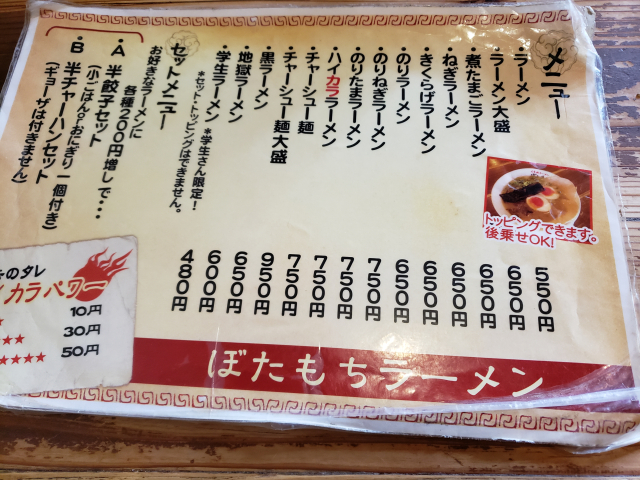 メニュー
・ラーメン 550円
・ラーメン大盛 650円
・煮たまごラーメン 650円
・ねぎラーメン 650円
・きくらげラーメン 650円
・のりラーメン 650円
・のりねぎラーメン 750円
・のりたまラーメン 750円
・ハイカララーメン 750円
・チャーシュー麺 750円
・チャーシュー麺大盛 950円
・黒ラーメン 650円
・地獄ラーメン 600円
・学生ラーメン 480円
*学生さん限定!
*セット・トッピングはできません。
トッピングできます。
後乗せOK!
セットメニュー
お好きなラーメンに
各種200円増しで・・・
・A 半餃子セット
(小ごはんorおにぎり一個付き)
・B 半チャーハンセット
(ギョーザは付きません)
のタレ
カラパワー
★ 10円
★★★ 30円
★★★★★ 50円
ぼたもちラーメン